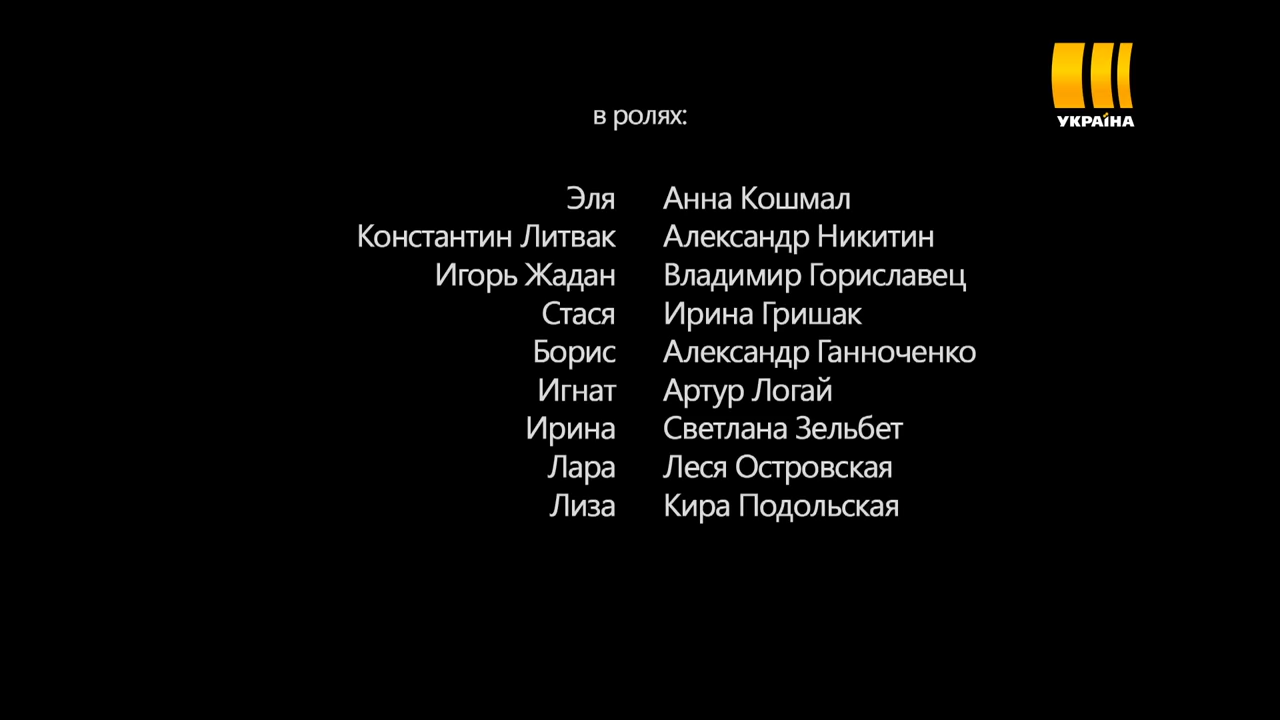 УКРАЇНА
в ролях:
Эля Анна Кошмал
Константин Литвак Александр Никитин
Игорь Жадан Владимир Гориславец
Стася Ирина Гришак
Борис Александр Ганноченко
Игнат Артур Логай
Ирина Светлана Зельбет
Лара Леся Островская
Лиза Кира Подольская